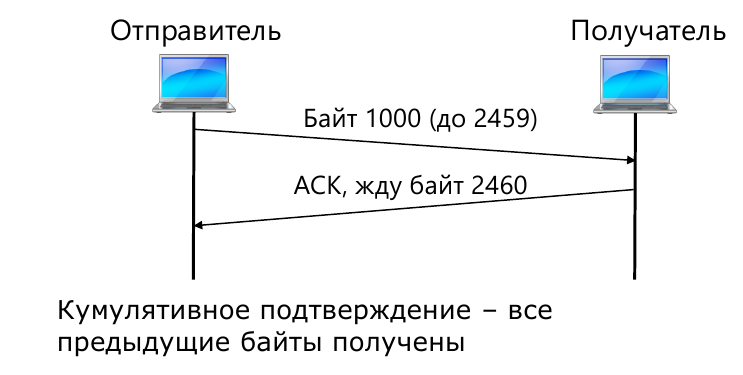 Отправитель
Получатель
Байт 1000 (до 2459)
АСК, жду байт 2460
Кумулятивное подтверждение – все
предыдущие байты получены